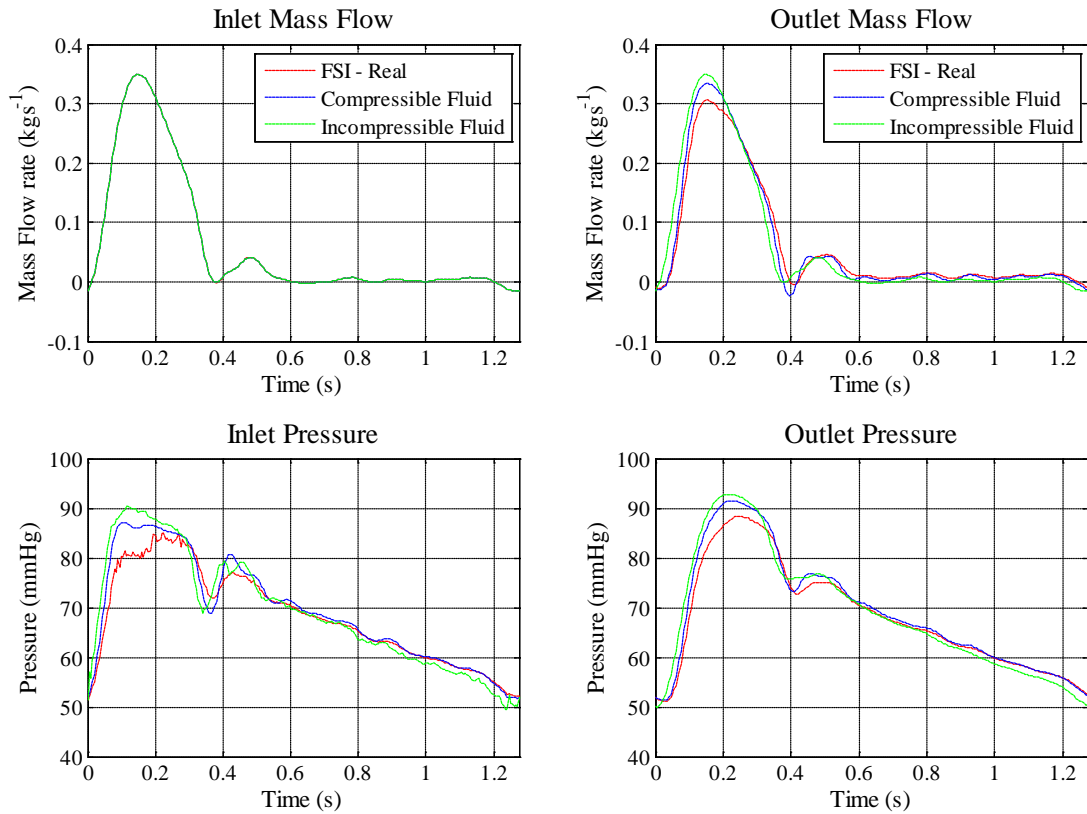 Inlet Mass Flow
0.4
0.3
0.2
0.1
0
-0.1
Mass Flow rate (kgs⁻¹)
FSI - Real
Compressible Fluid
Incompressible Fluid
0 0.2 0.4 0.6 0.8 1 1.2
Time (s)
Outlet Mass Flow
0.4
0.3
0.2
0.1
0
-0.1
Mass Flow rate (kgs⁻¹)
FSI - Real
Compressible Fluid
Incompressible Fluid
0 0.2 0.4 0.6 0.8 1 1.2
Time (s)
Inlet Pressure
100
90
80
70
60
50
40
Pressure (mmHg)
0 0.2 0.4 0.6 0.8 1 1.2
Time (s)
Outlet Pressure
100
90
80
70
60
50
40
Pressure (mmHg)
0 0.2 0.4 0.6 0.8 1 1.2
Time (s)